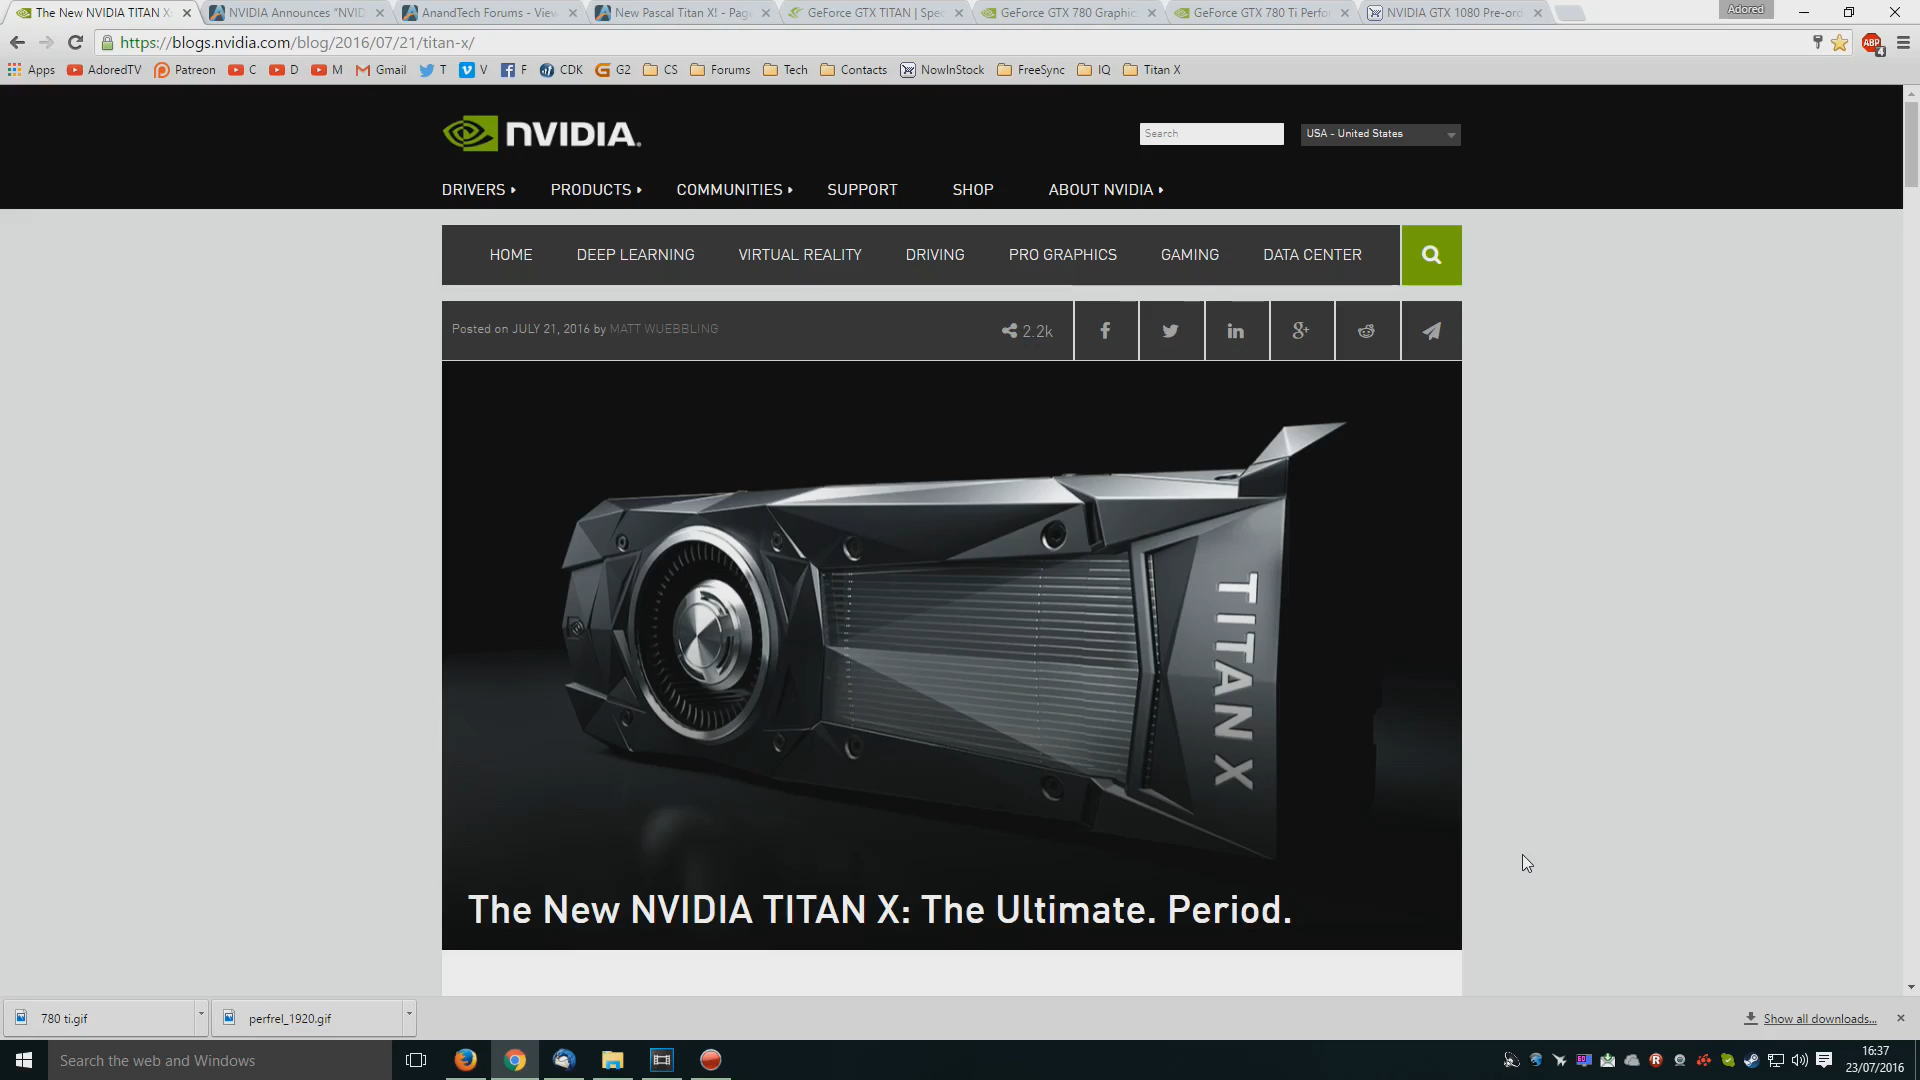 The New NVIDIA TITAN X:
NVIDIA Announces "NVID
AnandTech Forums - View
New Pascal Titan X! - Page
GeForce GTX TITAN | Spec
GeForce GTX 780 Graphic
GeForce GTX 780 Ti Perfo
NVIDIA GTX 1080 Pre-ord
Adored
https://blogs.nvidia.com/blog/2016/07/21/titan-x/
ABP
4
Apps
AdoredTV
Patreon
C
D
M
Gmail
T
V
F
CDK
G2
CS
Forums
Tech
Contacts
NowInStock
FreeSync
IQ
Titan X
NVIDIA.
Search
USA - United States
DRIVERS
PRODUCTS
COMMUNITIES
SUPPORT
SHOP
ABOUT NVIDIA
HOME
DEEP LEARNING
VIRTUAL REALITY
DRIVING
PRO GRAPHICS
GAMING
DATA CENTER
Posted on JULY 21, 2016 by MATT WUEBBLING
2.2k
TITAN X
The New NVIDIA TITAN X: The Ultimate. Period.
780 ti.gif
perfrel_1920.gif
Show all downloads...
Search the web and Windows
16:37
23/07/2016